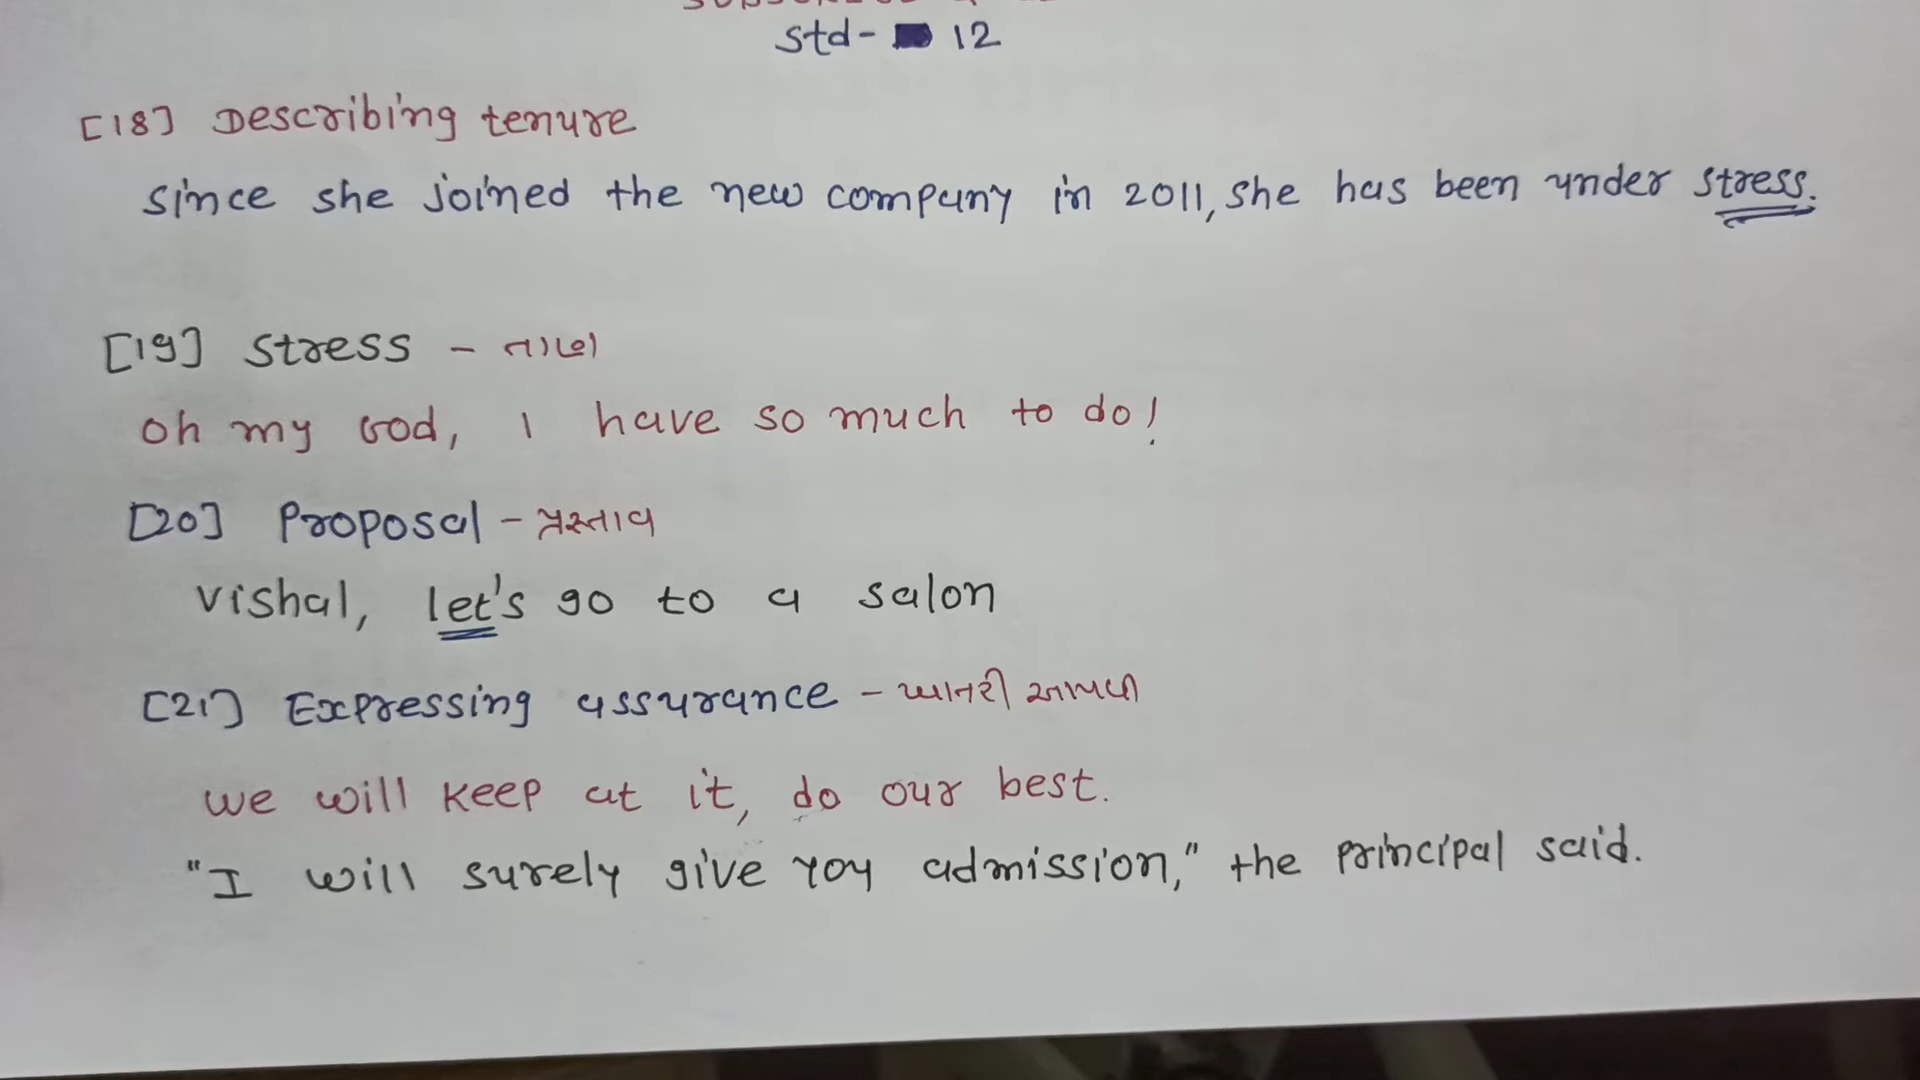 std- 12
[18] Describing tenure
since she joined the new company in 2011, she has been under stress.
[19] stress - તાણ
oh my God, I have so much to do!
[20] Proposal - પ્રસ્તાવ
Vishal, let's go to a salon
[21] Expressing assurance - ખાતરી આપવી
we will keep at it, do our best.
"I will surely give you admission," the principal said.